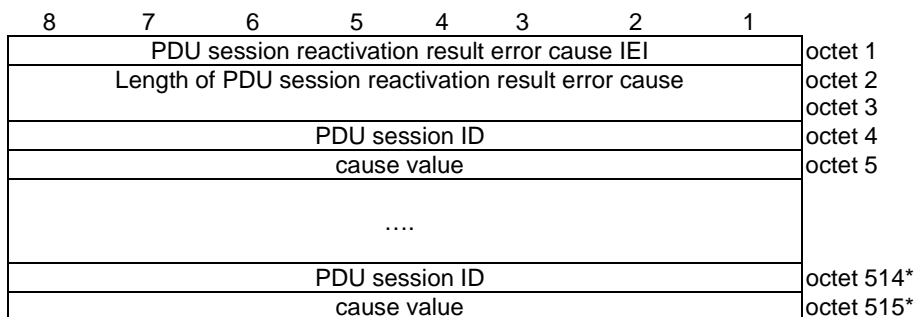 8 7 6 5 4 3 2 1
PDU session reactivation result error cause IEI octet 1
Length of PDU session reactivation result error cause octet 2
octet 3
PDU session ID octet 4
cause value octet 5
….
PDU session ID octet 514*
cause value octet 515*